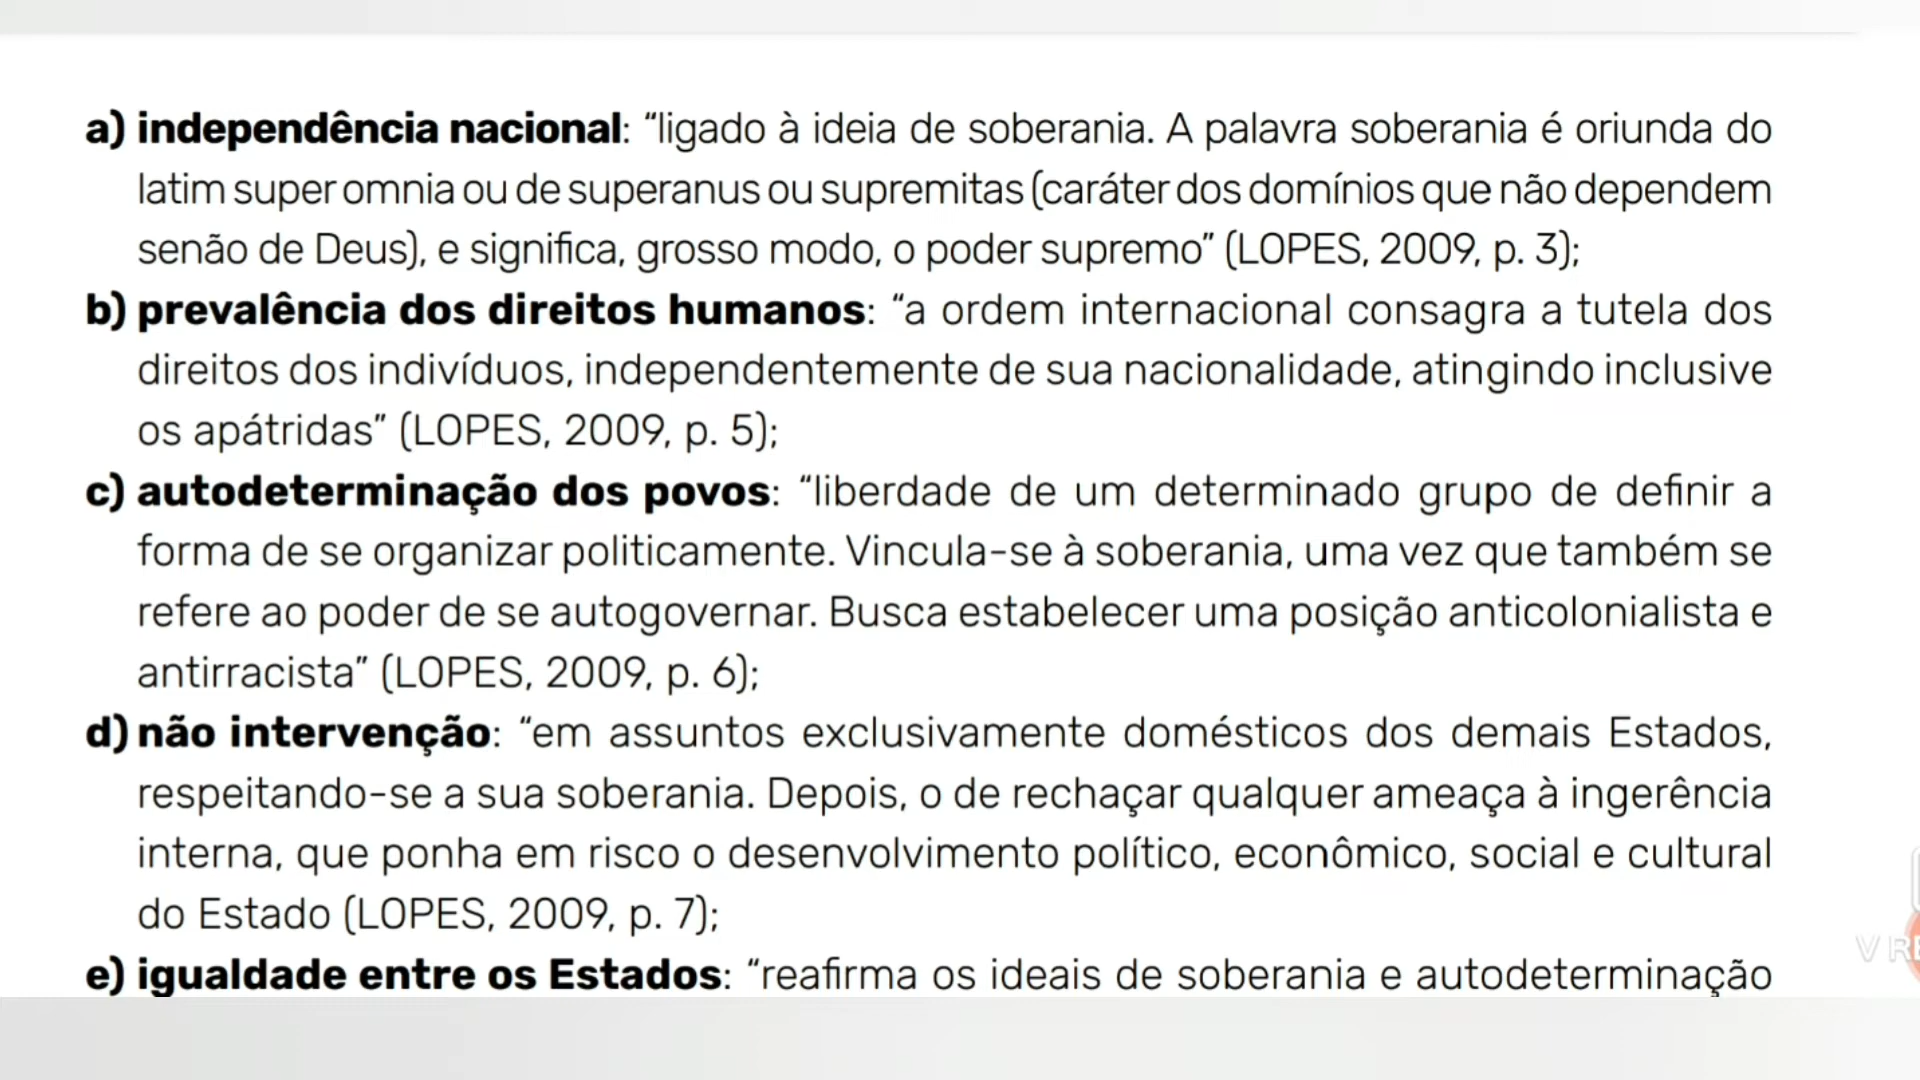 a) independência nacional: “ligado à ideia de soberania. A palavra soberania é oriunda do
latim super omnia ou de superanus ou supremitas (caráter dos domínios que não dependem
senão de Deus), e significa, grosso modo, o poder supremo” (LOPES, 2009, p. 3);
b) prevalência dos direitos humanos: “a ordem internacional consagra a tutela dos
direitos dos indivíduos, independentemente de sua nacionalidade, atingindo inclusive
os apátridas” (LOPES, 2009, p. 5);
c) autodeterminação dos povos: “liberdade de um determinado grupo de definir a
forma de se organizar politicamente. Vincula-se à soberania, uma vez que também se
refere ao poder de se autogovernar. Busca estabelecer uma posição anticolonialista e
antirracista” (LOPES, 2009, p. 6);
d) não intervenção: “em assuntos exclusivamente domésticos dos demais Estados,
respeitando-se a sua soberania. Depois, o de rechaçar qualquer ameaça à ingerência
interna, que ponha em risco o desenvolvimento político, econômico, social e cultural
do Estado (LOPES, 2009, p. 7);
e) igualdade entre os Estados: “reafirma os ideais de soberania e autodeterminação